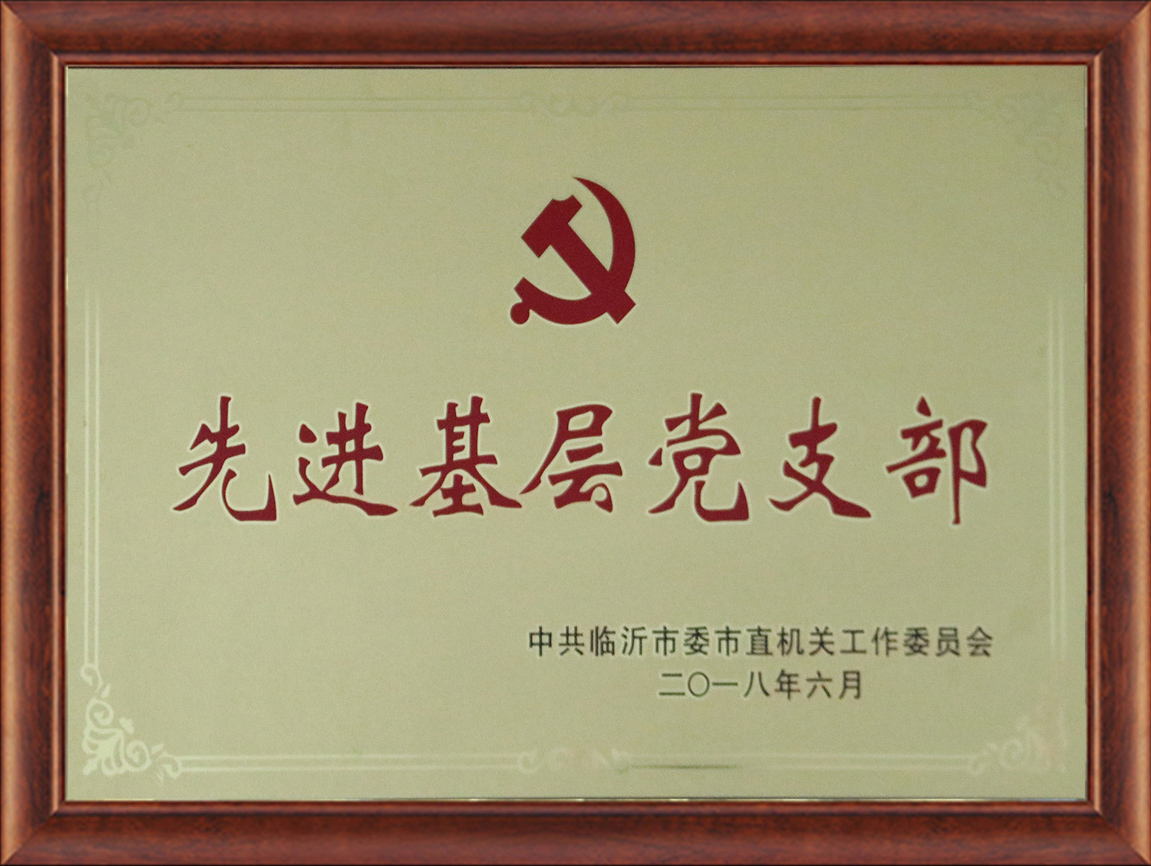 先进基层党支部
中共临沂市委市直机关工作委员会
二〇一八年六月